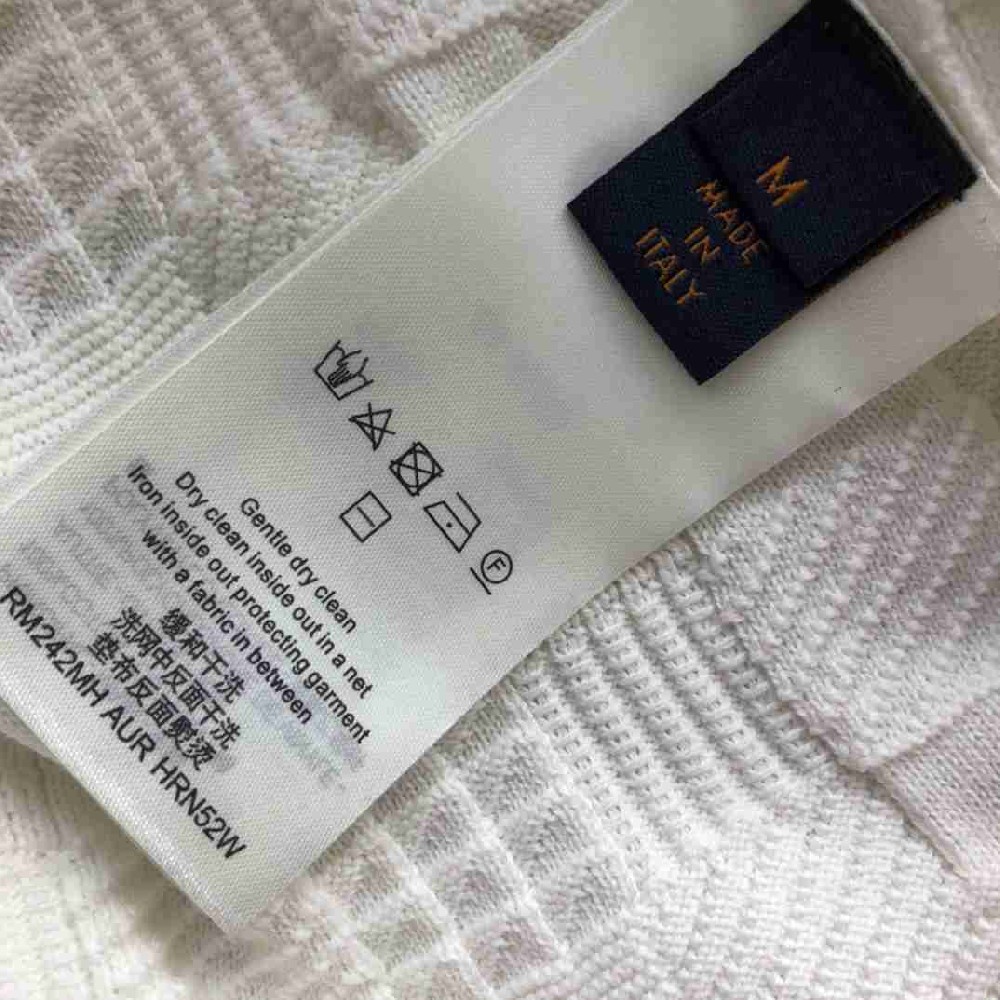 M
MADE
IN
ITALY
F
Gentle dry clean
Dry clean inside out in a net
Iron inside out protecting garment
with a fabric in between
缓和干洗
洗网中反面干洗
垫布反面熨烫
RM242MH AUR HRN52W